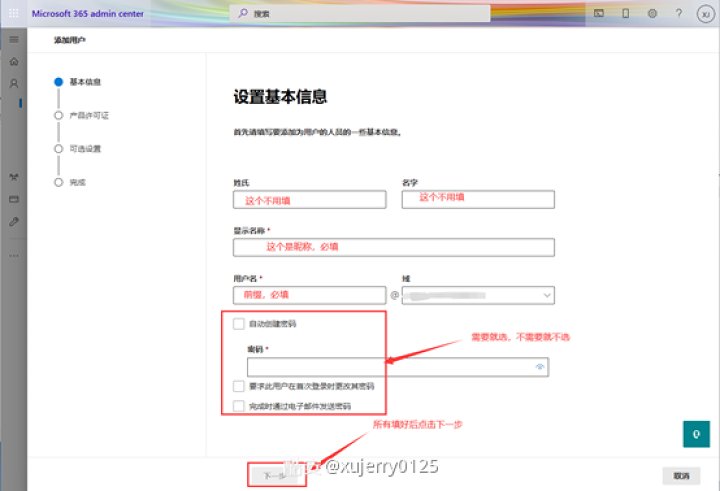 Microsoft 365 admin center
搜索
XJ
添加用户
基本信息
产品许可证
可选设置
完成
设置基本信息
首先请填写要添加为用户的人员的一些基本信息。
姓氏
名字
这个不用填
这个不用填
显示名称 *
这个是昵称，必填
用户名 *
域
前缀，必填
@
自动创建密码
需要就选，不需要就不选
密码 *
要求此用户在首次登录时更改其密码
完成时通过电子邮件发送密码
所有填好后点击下一步
下一步
@xujerry0125
取消